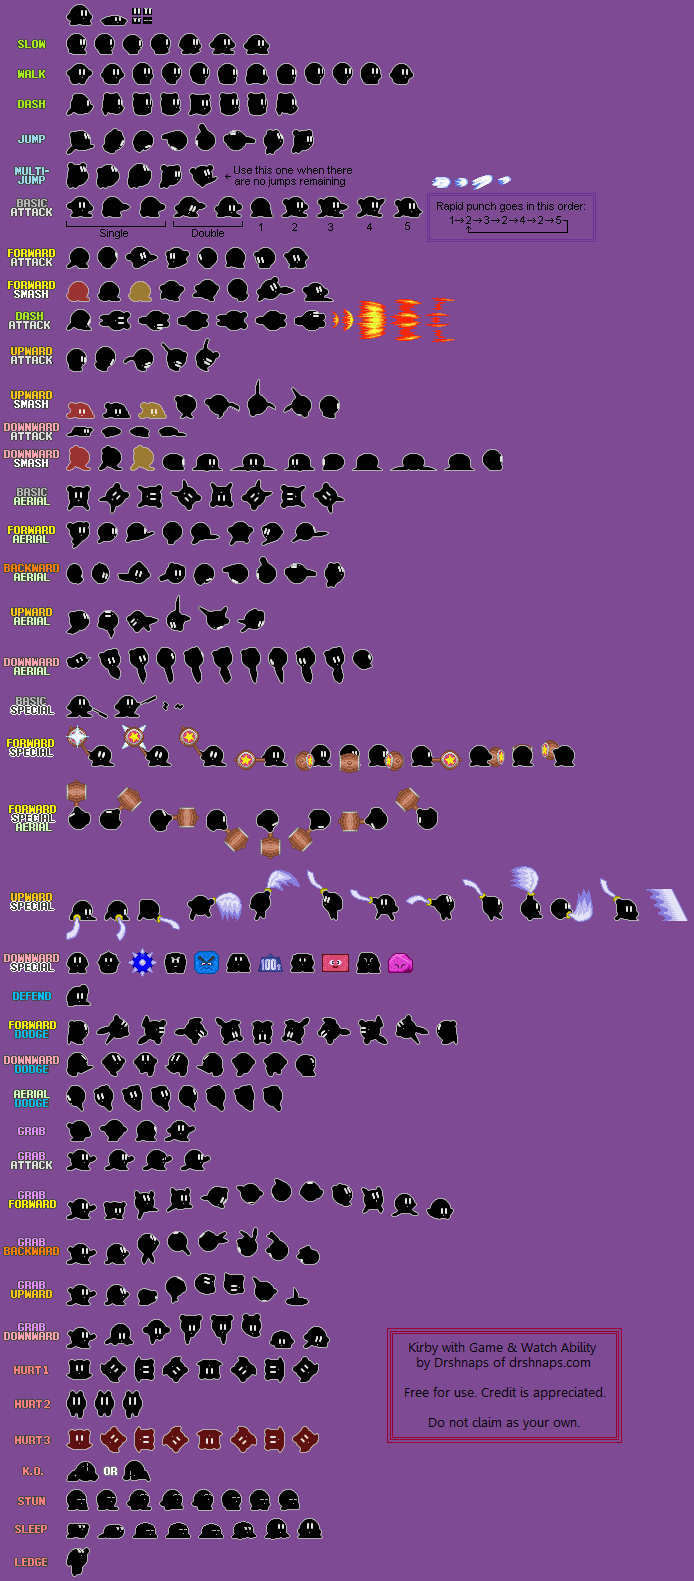 SLOW
WALK
DASH
JUMP
MULTI-
JUMP
← Use this one when there
are no jumps remaining
BASIC
ATTACK
Single
Double
1
2
3
4
5
Rapid punch goes in this order:
1→2→3→2→4→2→5
FORWARD
ATTACK
FORWARD
SMASH
DASH
ATTACK
UPWARD
ATTACK
UPWARD
SMASH
DOWNWARD
ATTACK
DOWNWARD
SMASH
BASIC
AERIAL
FORWARD
AERIAL
BACKWARD
AERIAL
UPWARD
AERIAL
DOWNWARD
AERIAL
BASIC
SPECIAL
FORWARD
SPECIAL
FORWARD
SPECIAL
AERIAL
UPWARD
SPECIAL
DOWNWARD
SPECIAL
DEFEND
FORWARD
DODGE
DOWNWARD
DODGE
AERIAL
DODGE
GRAB
GRAB
ATTACK
GRAB
FORWARD
GRAB
BACKWARD
GRAB
UPWARD
GRAB
DOWNWARD
Kirby with Game & Watch Ability
by Drshnaps of drshnaps.com
Free for use. Credit is appreciated.
Do not claim as your own.
HURT1
HURT2
HURT3
K.O.
OR
STUN
SLEEP
LEDGE